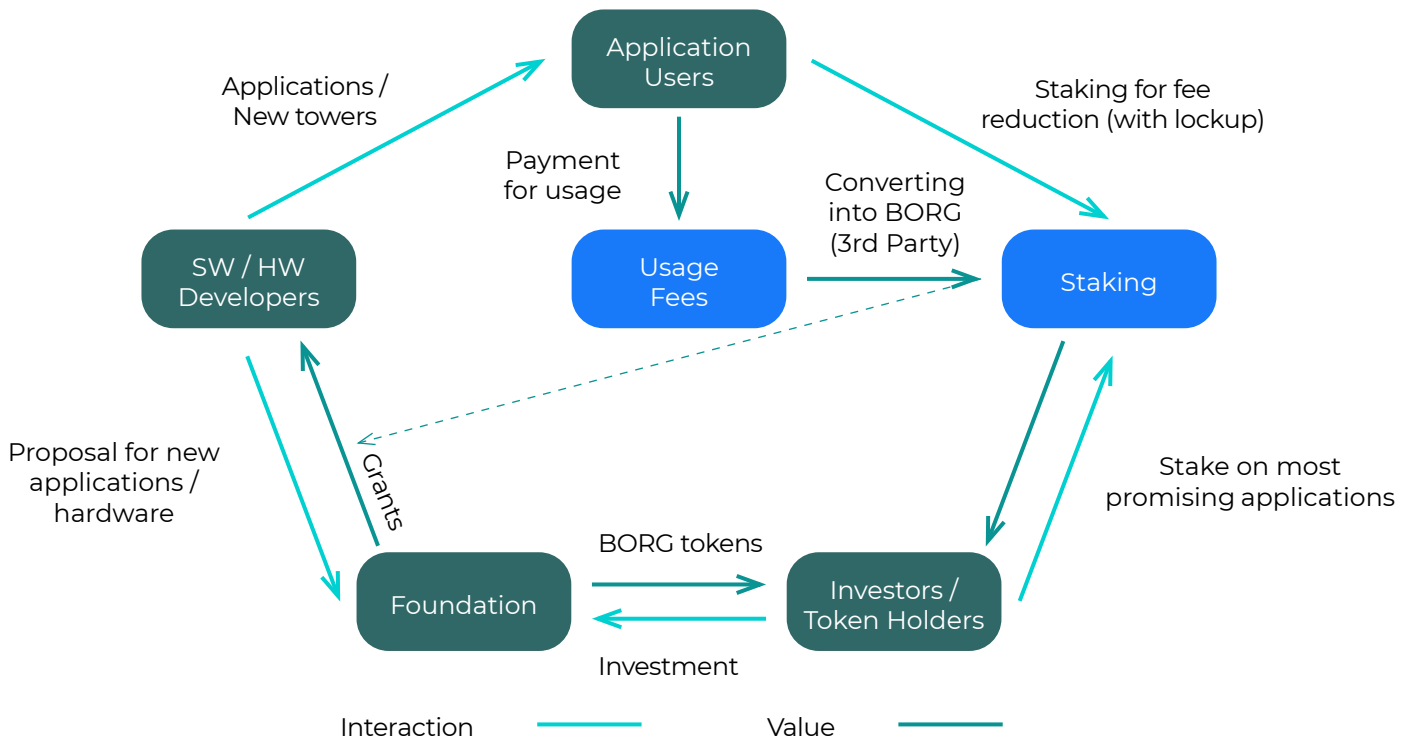 Application
Users
Applications /
New towers
Staking for fee
reduction (with lockup)
Payment
for usage
Converting
into BORG
(3rd Party)
SW / HW
Developers
Usage
Fees
Staking
Proposal for new
applications /
hardware
Grants
Stake on most
promising applications
BORG tokens
Foundation
Investors /
Token Holders
Investment
Interaction
Value